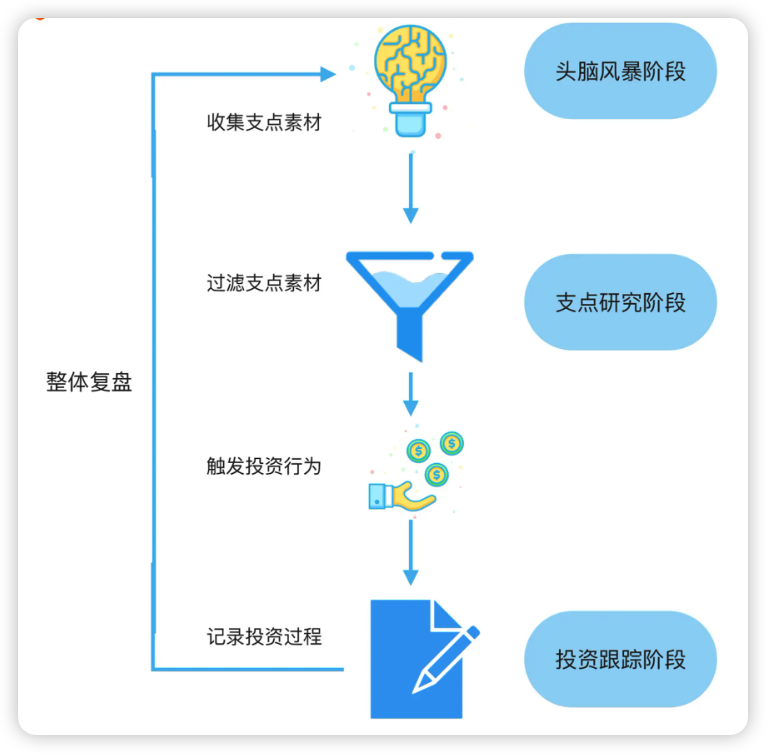 头脑风暴阶段
收集支点素材
过滤支点素材
支点研究阶段
整体复盘
触发投资行为
记录投资过程
投资跟踪阶段